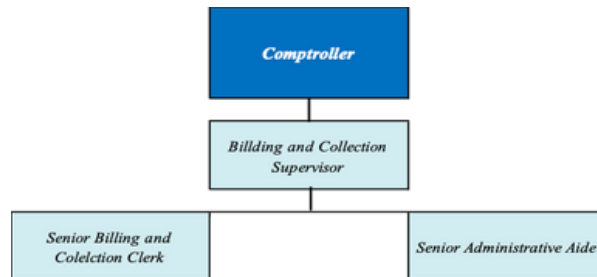 Comptroller
Billding and Collection
Supervisor
Senior Billing and
Colelction Clerk
Senior Administrative Aide